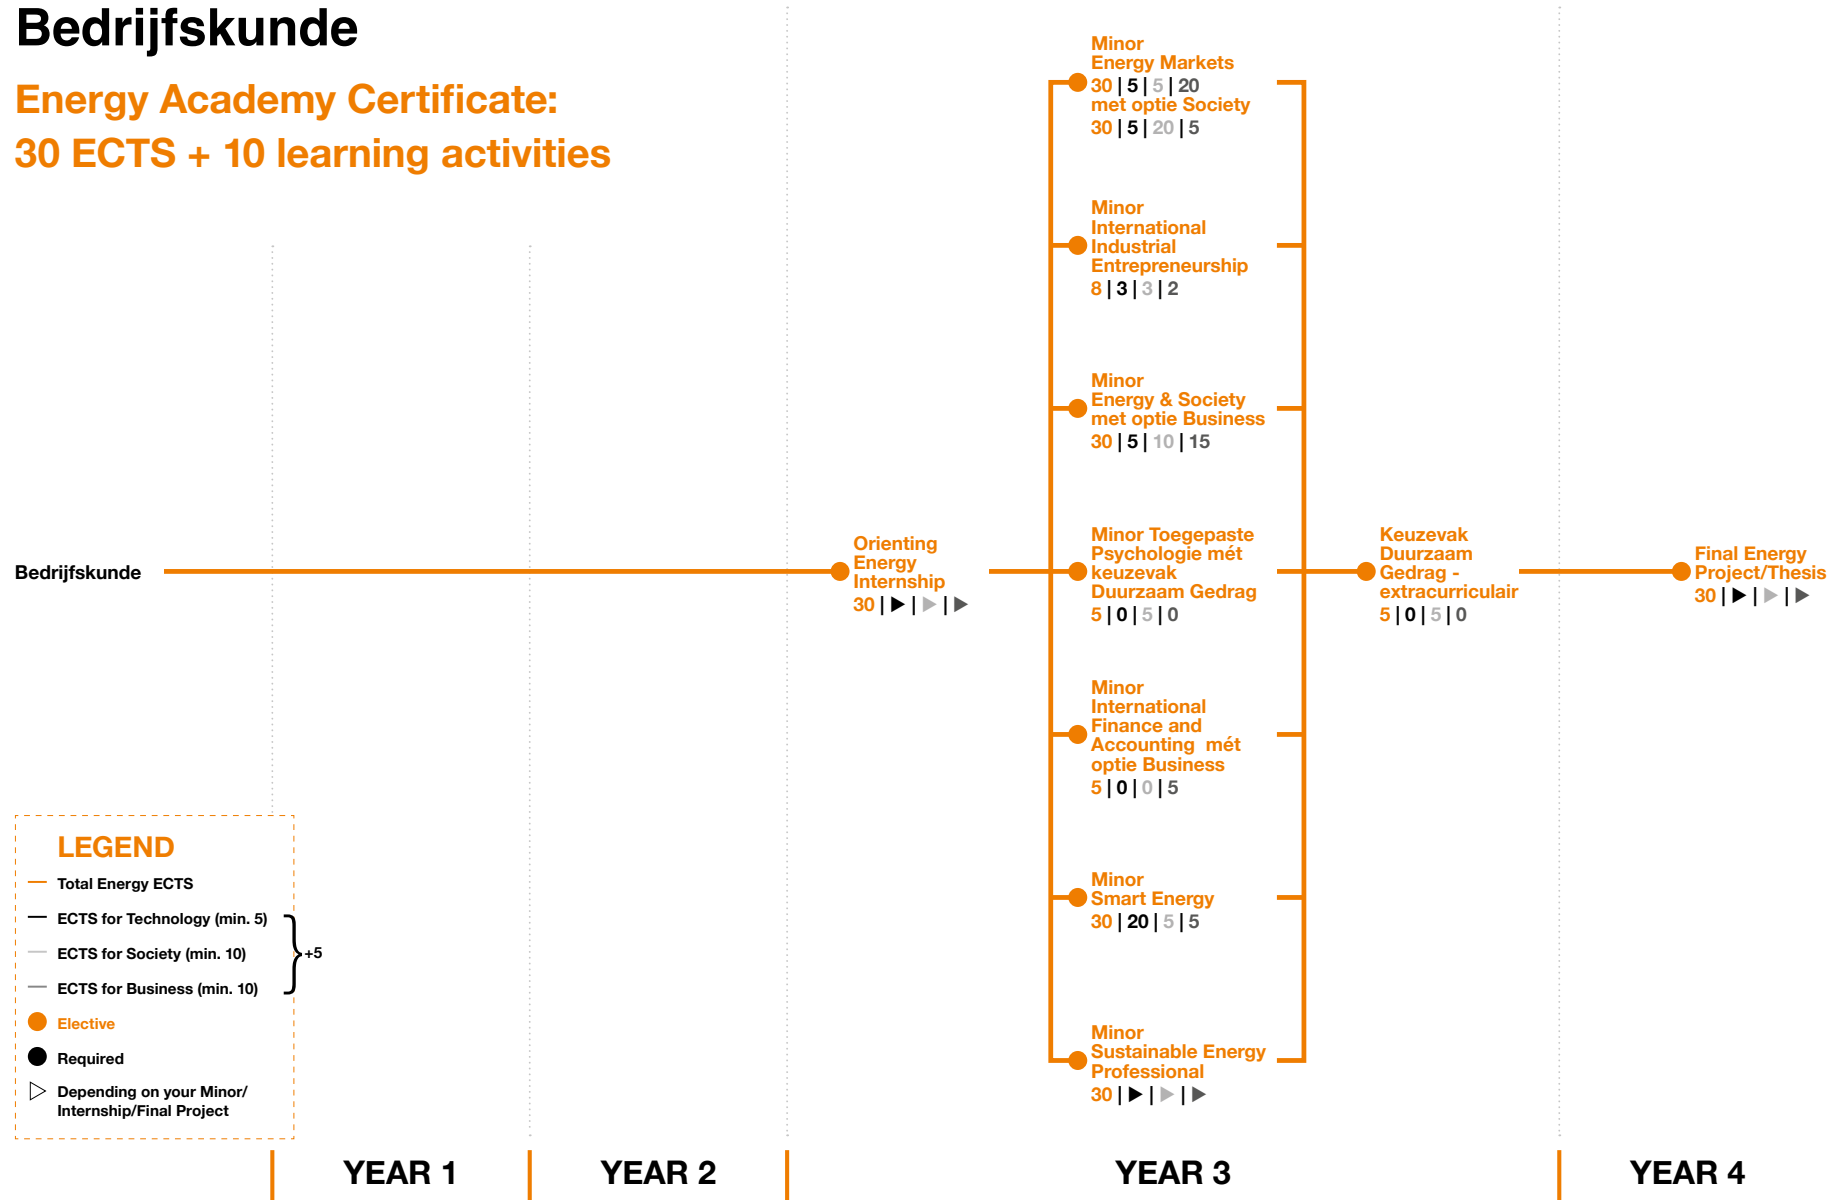 Bedrijfskunde
Energy Academy Certificate:
30 ECTS + 10 learning activities
Minor
Energy Markets
30 | 5 | 5 | 20
met optie Society
30 | 5 | 20 | 5
Minor
International
Industrial
Entrepreneurship
8 | 3 | 3 | 2
Minor
Energy & Society
met optie Business
30 | 5 | 10 | 15
Bedrijfskunde
Orienting
Energy
Internship
30 | ▶ | ▶ | ▶
Minor Toegepaste
Psychologie mét
keuzevak
Duurzaam Gedrag
5 | 0 | 5 | 0
Keuzevak
Duurzaam
Gedrag -
extracurriculair
5 | 0 | 5 | 0
Final Energy
Project/Thesis
30 | ▶ | ▶ | ▶
Minor
International
Finance and
Accounting mét
optie Business
5 | 0 | 0 | 5
Minor
Smart Energy
30 | 20 | 5 | 5
Minor
Sustainable Energy
Professional
30 | ▶ | ▶ | ▶
LEGEND
Total Energy ECTS
ECTS for Technology (min. 5)
ECTS for Society (min. 10)
ECTS for Business (min. 10)
+5
Elective
Required
Depending on your Minor/
Internship/Final Project
YEAR 1
YEAR 2
YEAR 3
YEAR 4